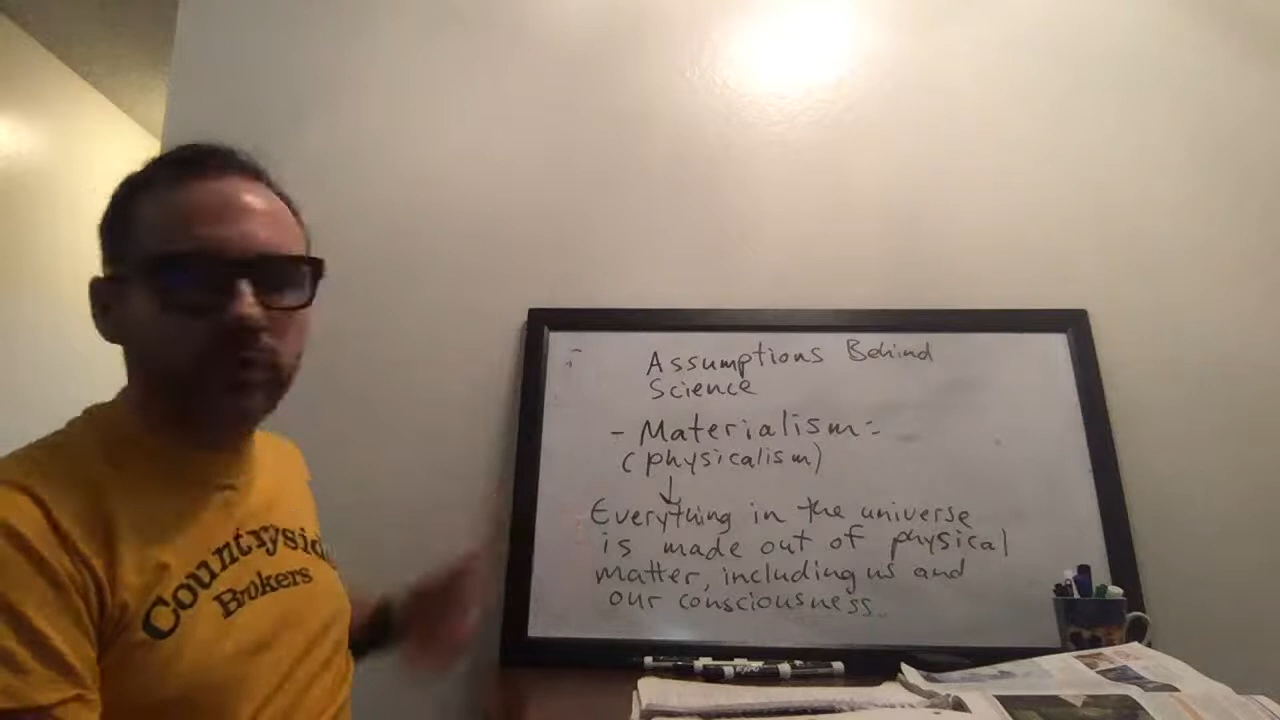 Countryside
Brokers
Assumptions Behind
Science
- Materialism:
(physicalism)
↓
Everything in the universe
is made out of physical
matter, including us and
our consciousness.
EXPO